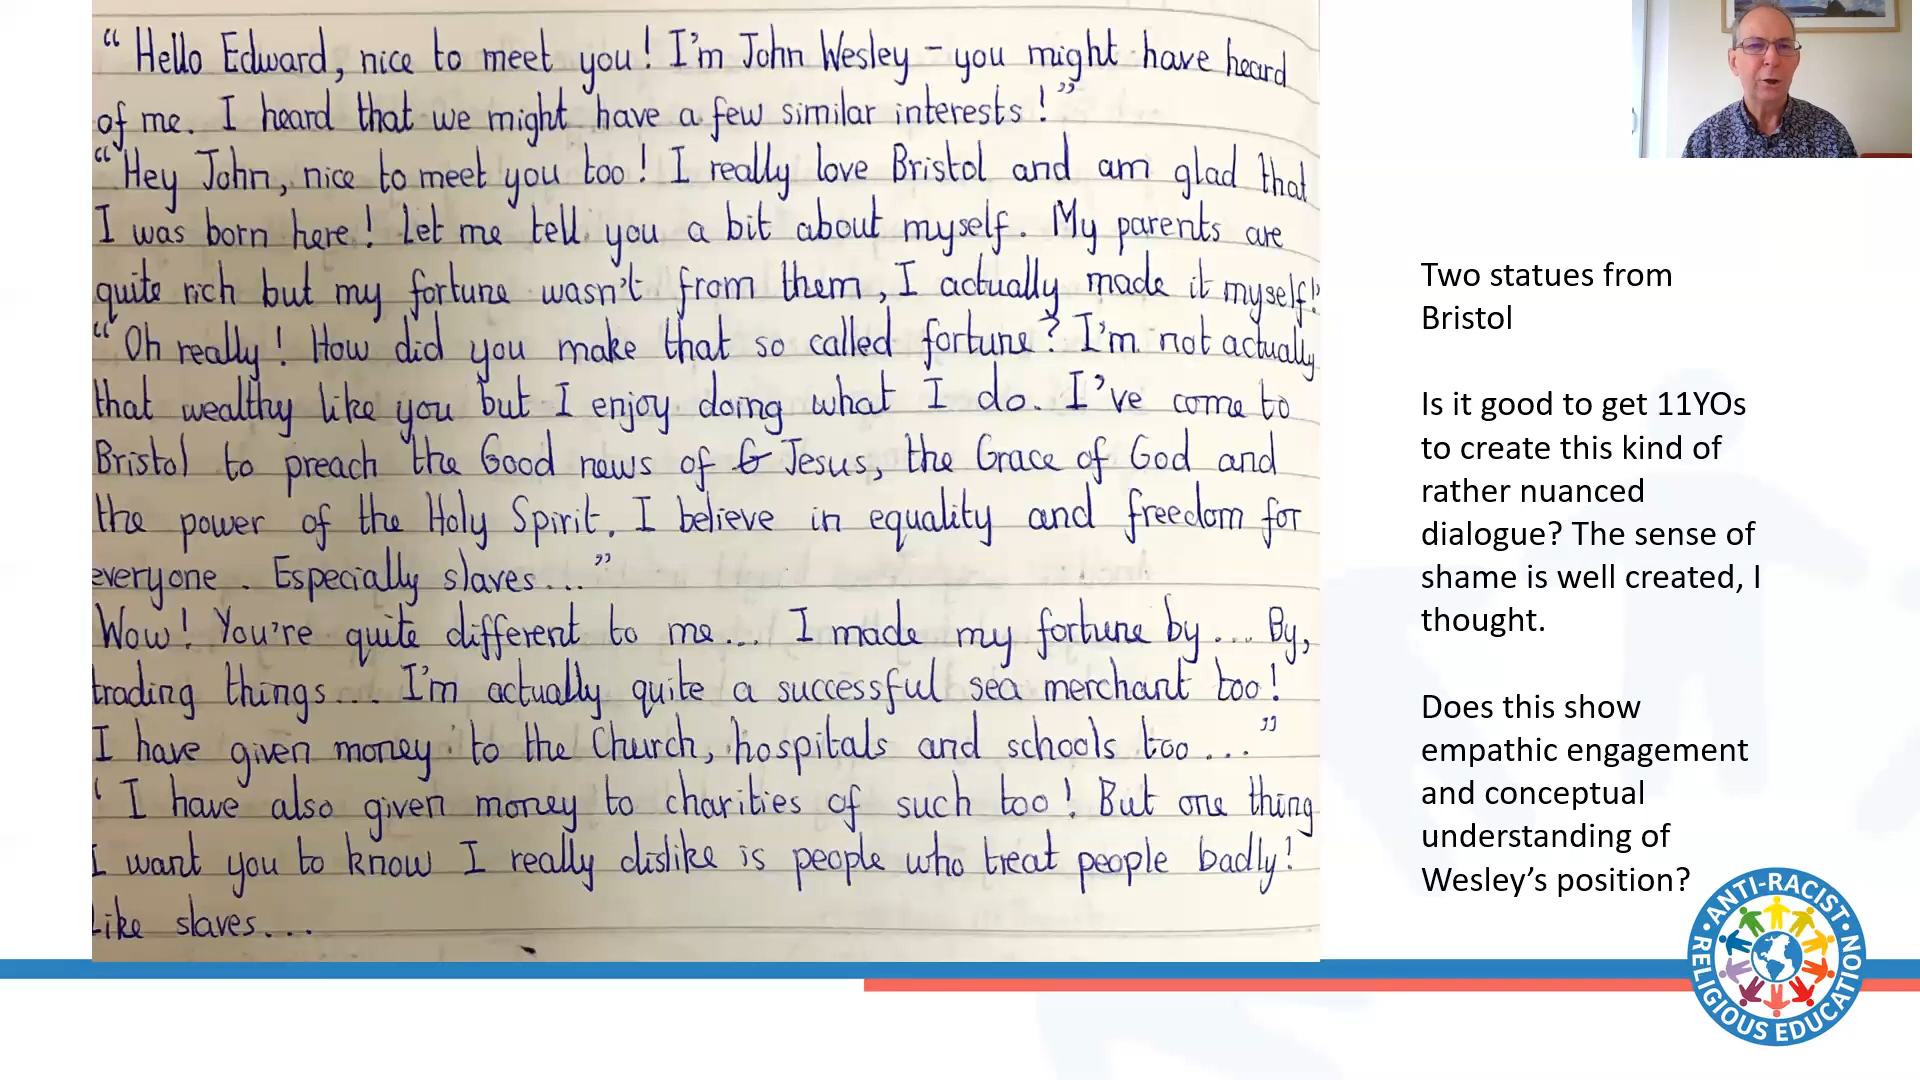 “ Hello Edward, nice to meet you! I'm John Wesley - you might have heard
of me. I heard that we might have a few similar interests!”
“Hey John, nice to meet you too! I really love Bristol and am glad that
I was born here! Let me tell you a bit about myself. My parents are
quite rich but my fortune wasn't from them, I actually made it myself!”
“Oh really! How did you make that so called fortune? I'm not actually
that wealthy like you but I enjoy doing what I do. I've come to
Bristol to preach the Good news of G Jesus, the Grace of God and
the power of the Holy Spirit. I believe in equality and freedom for
everyone. Especially slaves...”
Wow! You're quite different to me... I made my fortune by... By,
trading things... I'm actually quite a successful sea merchant too!
I have given money to the Church, hospitals and schools too...”
‘ I have also given money to charities of such too! But one thing
I want you to know I really dislike is people who treat people badly!
Like slaves...
Two statues from
Bristol
Is it good to get 11YOs
to create this kind of
rather nuanced
dialogue? The sense of
shame is well created, I
thought.
Does this show
empathic engagement
and conceptual
understanding of
Wesley’s position?
• ANTI-RACIST •
RELIGIOUS EDUCATION